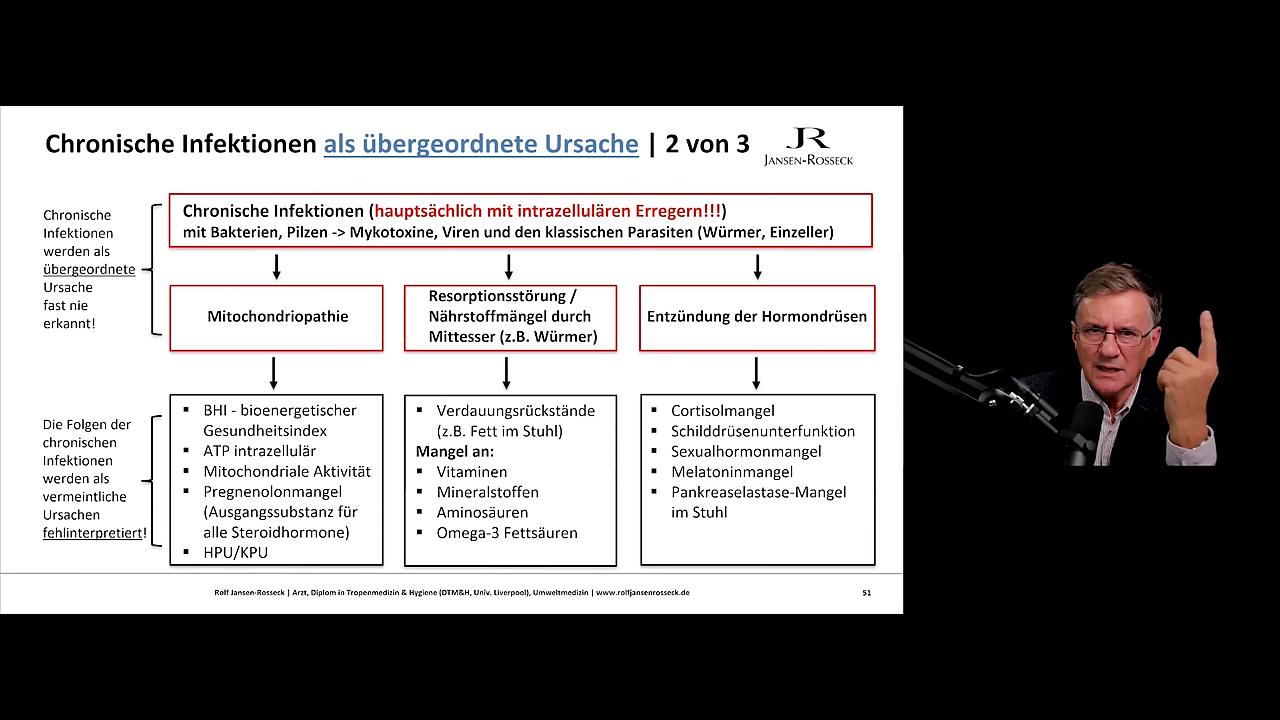 Chronische Infektionen als übergeordnete Ursache | 2 von 3
JR
JANSEN-ROSSECK
Chronische
Infektionen
werden als
übergeordnete
Ursache
fast nie
erkannt!
Chronische Infektionen (hauptsächlich mit intrazellulären Erregern!!!)
mit Bakterien, Pilzen -> Mykotoxine, Viren und den klassischen Parasiten (Würmer, Einzeller)
Mitochondriopathie
Resorptionsstörung /
Nährstoffmängel durch
Mittesser (z.B. Würmer)
Entzündung der Hormondrüsen
Die Folgen der
chronischen
Infektionen
werden als
vermeintliche
Ursachen
fehlinterpretiert!
▪ BHI - bioenergetischer
Gesundheitsindex
▪ ATP intrazellulär
▪ Mitochondriale Aktivität
▪ Pregnenolonmangel
(Ausgangssubstanz für
alle Steroidhormone)
▪ HPU/KPU
▪ Verdauungsrückstände
(z.B. Fett im Stuhl)
Mangel an:
▪ Vitaminen
▪ Mineralstoffen
▪ Aminosäuren
▪ Omega-3 Fettsäuren
▪ Cortisolmangel
▪ Schilddrüsenunterfunktion
▪ Sexualhormonmangel
▪ Melatoninmangel
▪ Pankreaselastase-Mangel
im Stuhl
Rolf Jansen-Rosseck | Arzt, Diplom in Tropenmedizin & Hygiene (DTM&H, Univ. Liverpool), Umweltmedizin | www.rolfjansenrosseck.de
51